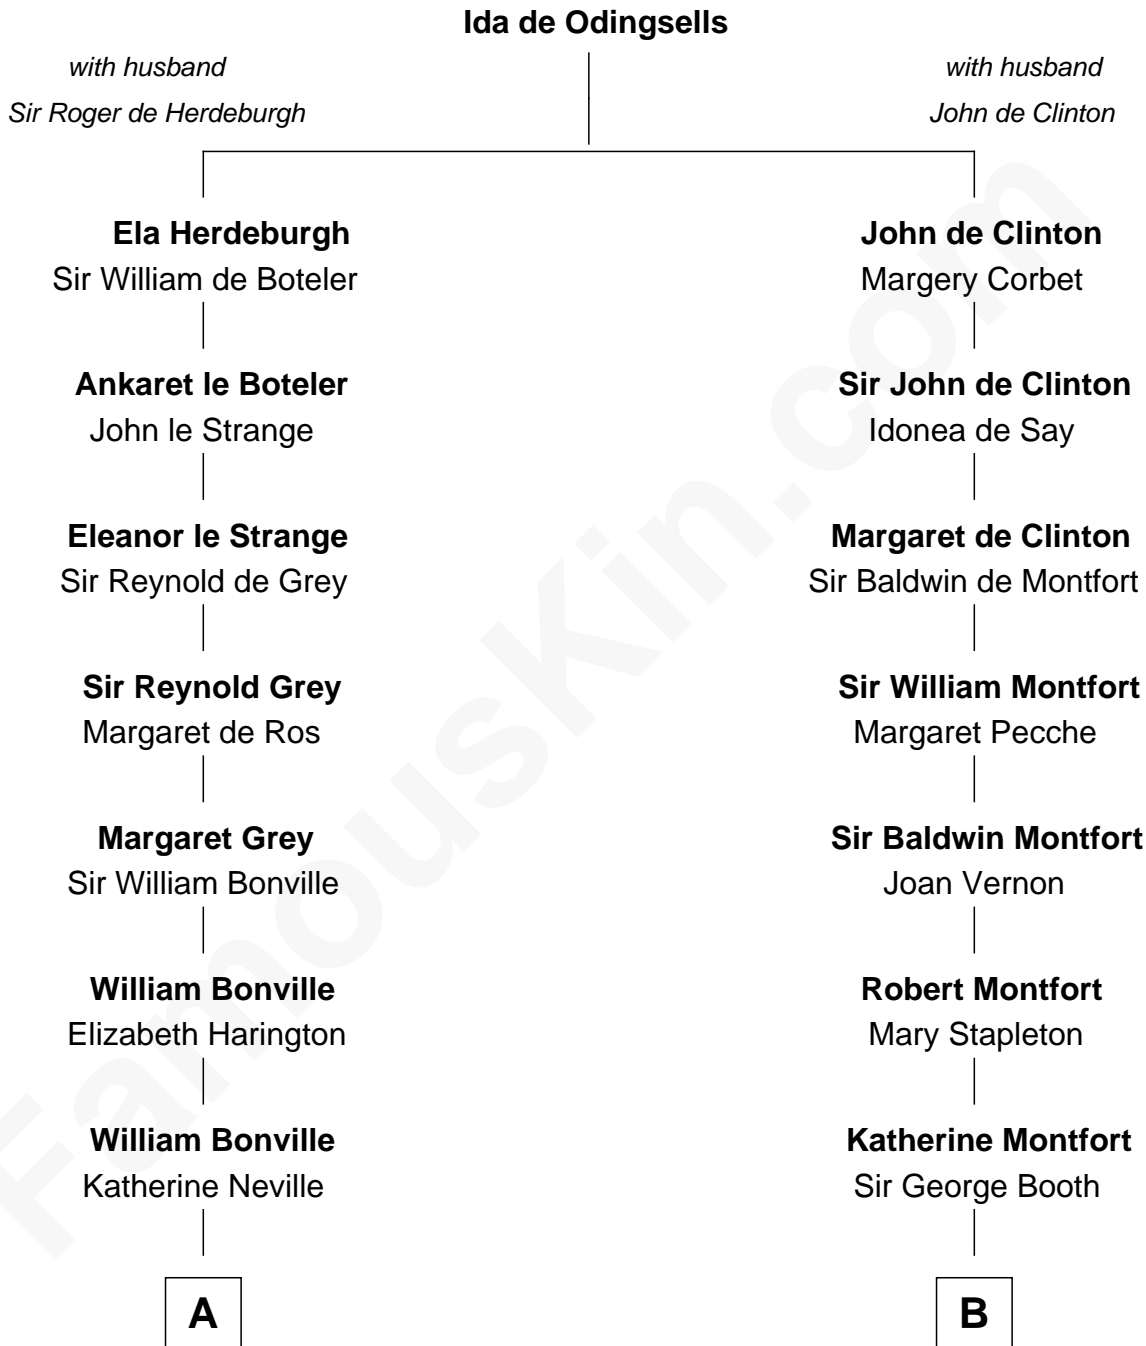 Ida de Odingsells
with husband
Sir Roger de Herdeburgh
with husband
John de Clinton
Ela Herdeburgh
Sir William de Boteler
John de Clinton
Margery Corbet
Ankaret le Boteler
John le Strange
Sir John de Clinton
Idonea de Say
Eleanor le Strange
Sir Reynold de Grey
Margaret de Clinton
Sir Baldwin de Montfort
Sir Reynold Grey
Margaret de Ros
Sir William Montfort
Margaret Pecche
Margaret Grey
Sir William Bonville
Sir Baldwin Montfort
Joan Vernon
William Bonville
Elizabeth Harington
Robert Montfort
Mary Stapleton
William Bonville
Katherine Neville
Katherine Montfort
Sir George Booth
A
B
FamousKin.com